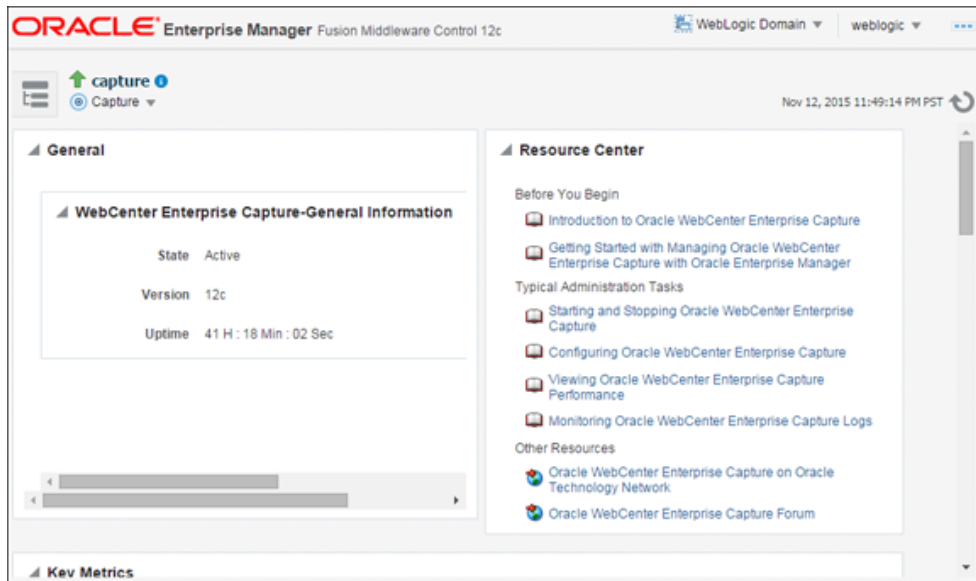 ORACLE Enterprise Manager Fusion Middleware Control 12c
WebLogic Domain
weblogic
capture
Capture
Nov 12, 2015 11:49:14 PM PST
General
WebCenter Enterprise Capture-General Information
State Active
Version 12c
Uptime 41 H : 18 Min : 02 Sec
Resource Center
Before You Begin
Introduction to Oracle WebCenter Enterprise Capture
Getting Started with Managing Oracle WebCenter
Enterprise Capture with Oracle Enterprise Manager
Typical Administration Tasks
Starting and Stopping Oracle WebCenter Enterprise
Capture
Configuring Oracle WebCenter Enterprise Capture
Viewing Oracle WebCenter Enterprise Capture
Performance
Monitoring Oracle WebCenter Enterprise Capture Logs
Other Resources
Oracle WebCenter Enterprise Capture on Oracle
Technology Network
Oracle WebCenter Enterprise Capture Forum
Key Metrics